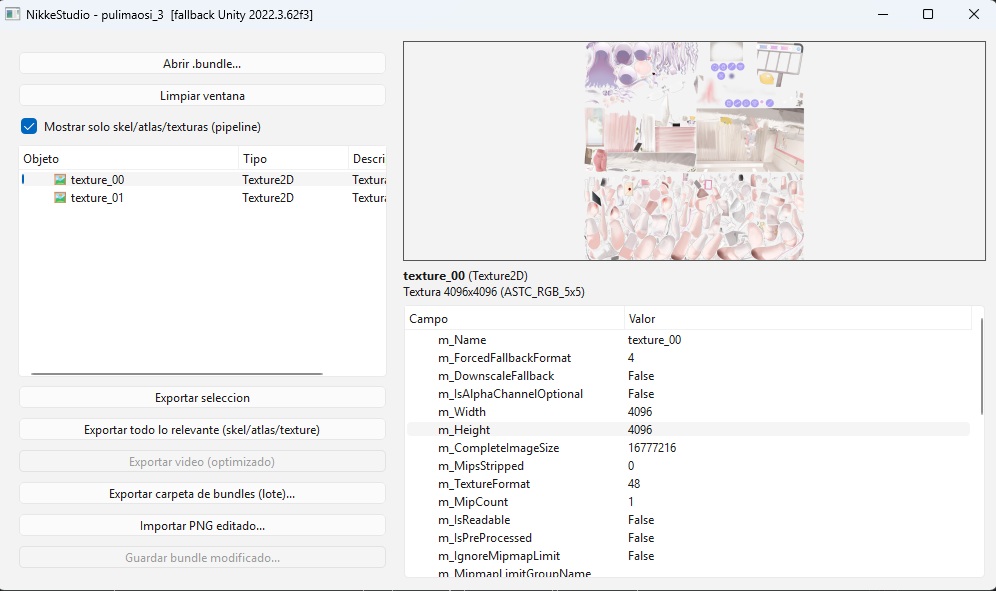 NikkeStudio - pulimaosi_3 [fallback Unity 2022.3.62f3]
Abrir .bundle...
Limpiar ventana
Mostrar solo skel/atlas/texturas (pipeline)
Objeto Tipo Descri
texture_00 Texture2D Textura
texture_01 Texture2D Textura
Exportar seleccion
Exportar todo lo relevante (skel/atlas/texture)
Exportar video (optimizado)
Exportar carpeta de bundles (lote)...
Importar PNG editado...
Guardar bundle modificado...
texture_00 (Texture2D)
Textura 4096x4096 (ASTC_RGB_5x5)
Campo Valor
m_Name texture_00
m_ForcedFallbackFormat 4
m_DownscaleFallback False
m_IsAlphaChannelOptional False
m_Width 4096
m_Height 4096
m_CompleteImageSize 16777216
m_MipsStripped 0
m_TextureFormat 48
m_MipCount 1
m_IsReadable False
m_IsPreProcessed False
m_IgnoreMipmapLimit False
m_MipmapLimitGroupName